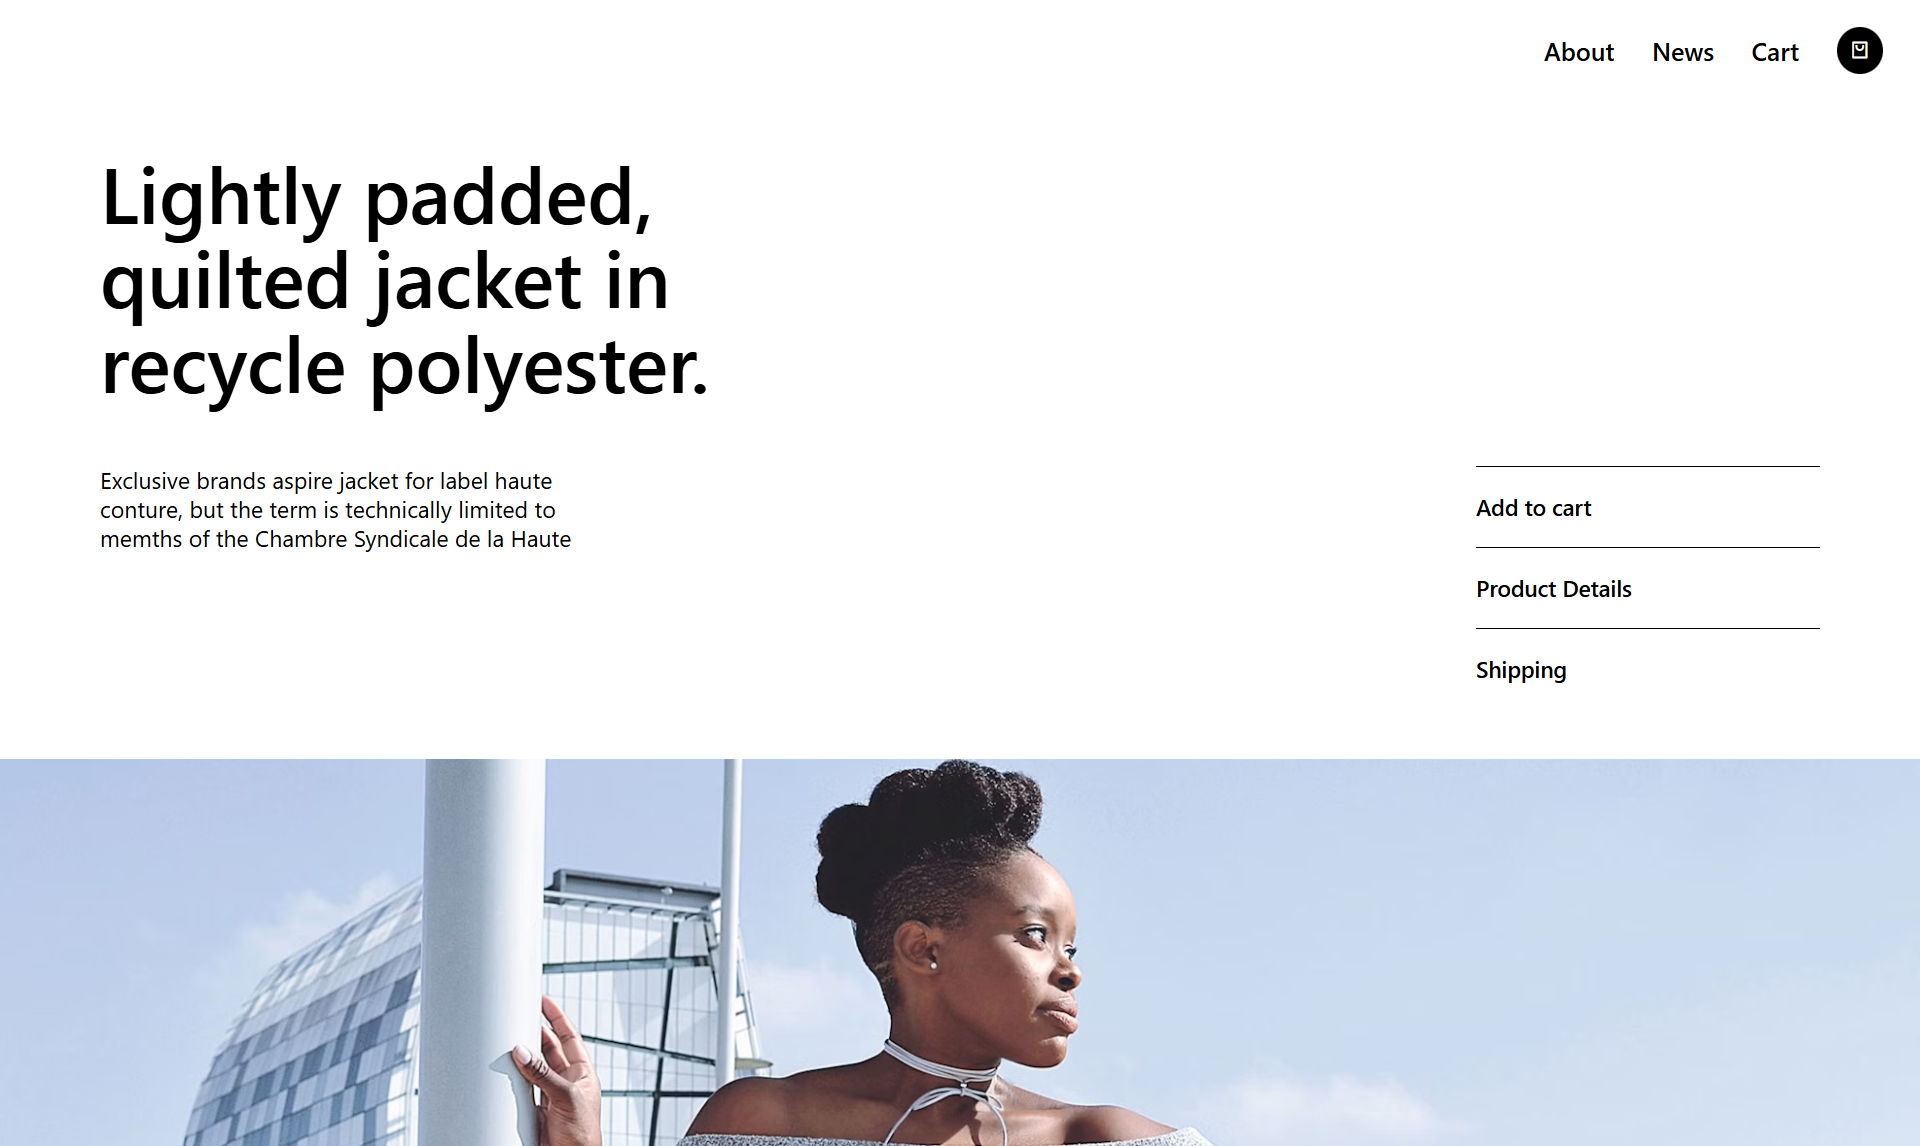 About News Cart
Lightly padded,
quilted jacket in
recycle polyester.
Exclusive brands aspire jacket for label haute
conture, but the term is technically limited to
memths of the Chambre Syndicale de la Haute
Add to cart
Product Details
Shipping